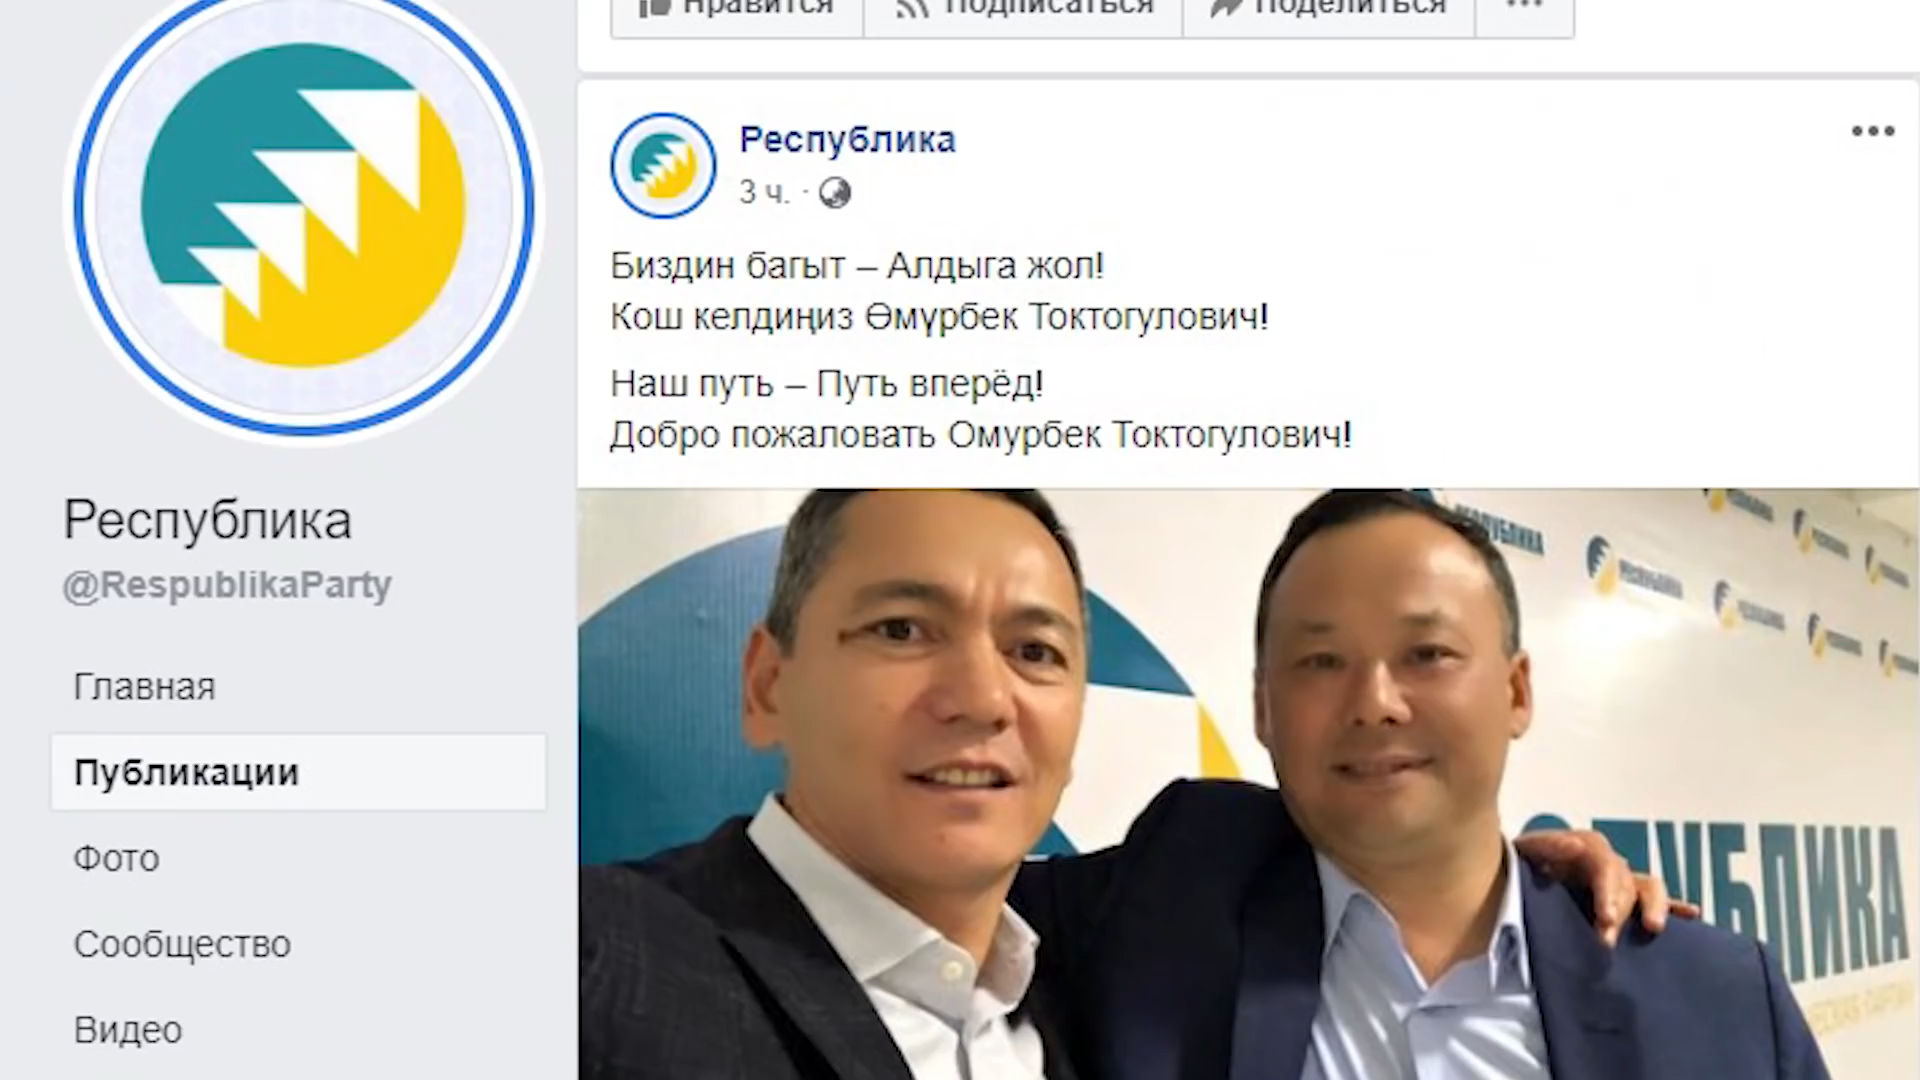 Нравится Подписаться Поделиться
Республика
3 ч.
Биздин багыт – Алдыга жол!
Кош келдиңиз Өмүрбек Токтогулович!
Наш путь – Путь вперёд!
Добро пожаловать Омурбек Токтогулович!
Республика
@RespublikaParty
Главная
Публикации
Фото
Сообщество
Видео
РЕСПУБЛИКА